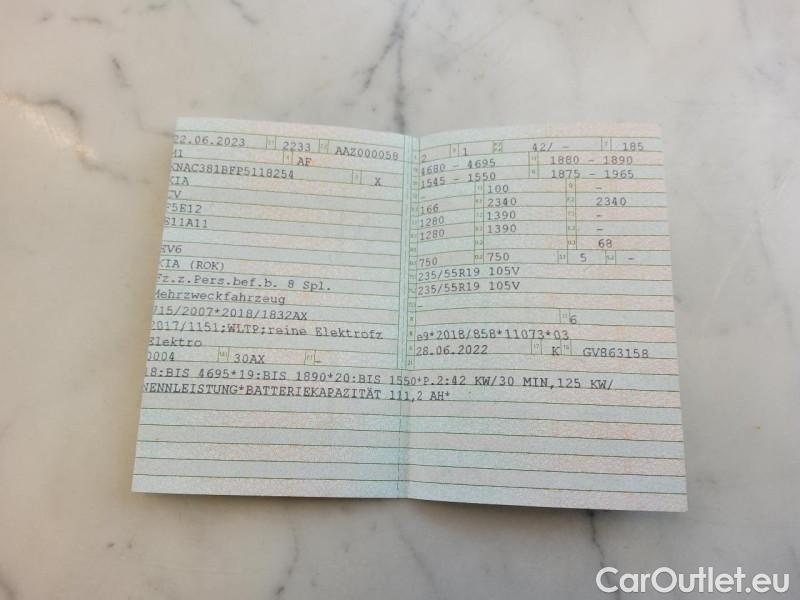 22.06.2023 2233 AAZ000058
M1 AF
KNAC381BFP5118254 X
KIA
CV
F5E12
E11A11
EV6
KIA (ROK)
Fz.z.Pers.bef.b. 8 Spl.
Mehrzweckfahrzeug
715/2007*2018/1832AX
2017/1151;WLTP;reine Elektrofz
Elektro
0004 30AX -
18:BIS 4695*19:BIS 1890*20:BIS 1550*P.2:42 KW/30 MIN,125 KW/
NENNLEISTUNG*BATTERIEKAPAZITÄT 111,2 AH*
2 1 42/ - 185
4680 - 4695 1880 - 1890
1545 - 1550 1875 - 1965
- 100 -
166 2340 2340
1280 1390 -
1280 1390 -
- 68
750 750 5 -
235/55R19 105V
235/55R19 105V
-
- 6
e9*2018/858*11073*03
28.06.2022 K GV863158
CarOutlet.eu